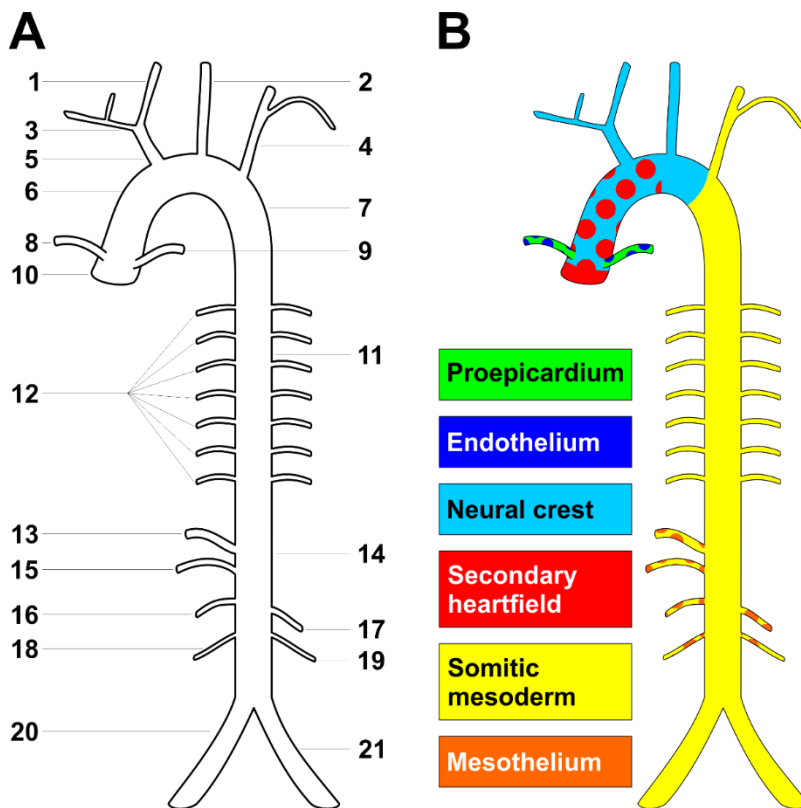 A
B
1
2
3
4
5
6
7
8
9
10
11
12
13
14
15
16
17
18
19
20
21
Proepicardium
Endothelium
Neural crest
Secondary
heartfield
Somitic
mesoderm
Mesothelium